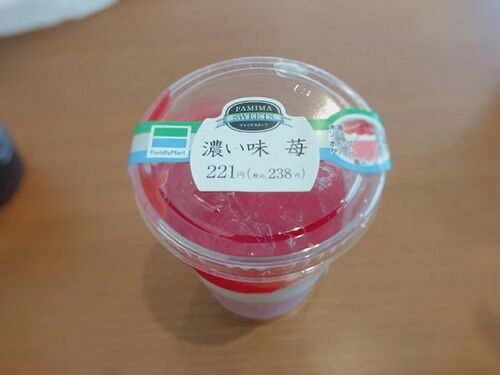 FAMIMA
SWEETS
ファミマスイーツ
FamilyMart
濃い味 苺
221円(税込238円)